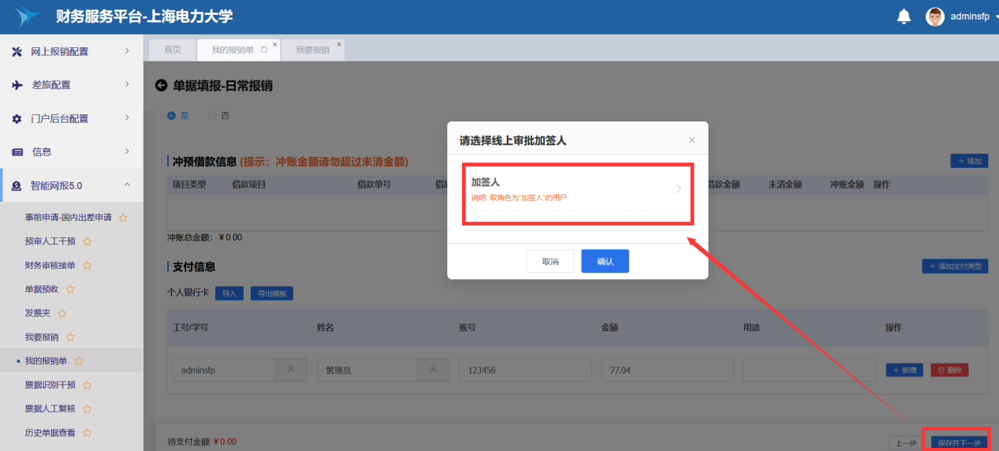 财务服务平台-上海电力大学
adminsfp
网上报销配置
差旅配置
门户后台配置
信息
智能网报5.0
事前申请-国内出差申请
预审人工干预
财务审核接单
单据预收
发票夹
我要报销
我的报销单
票据识别干预
票据人工复核
历史单据查看
首页 我的报销单 我要报销
单据填报-日常报销
是 否
冲预借款信息 (提示：冲账金额请勿超过未清金额)
+ 添加
项目类型 借款项目 借款单号 借款金额 未清金额 冲账金额 操作
冲账总金额：¥0.00
支付信息
+ 添加支付类型
个人银行卡 导入 导出模板
工号/学号 姓名 账号 金额 用途 操作
adminsfp 管理员 123456 77.04 + 新增 删除
待支付金额:¥0.00
上一步 保存并下一步
请选择线上审批加签人
加签人
说明: 取角色为“加签人”的用户
取消 确认